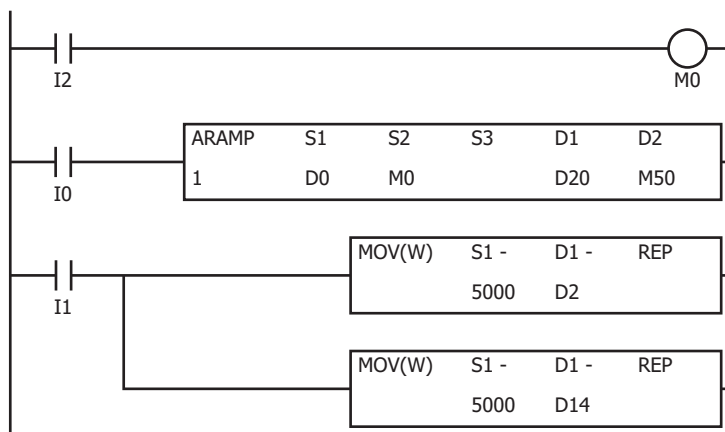 I2
M0
ARAMP S1 S2 S3 D1 D2
1 D0 M0 D20 M50
I0
MOV(W) S1 - D1 - REP
5000 D2
I1
MOV(W) S1 - D1 - REP
5000 D14